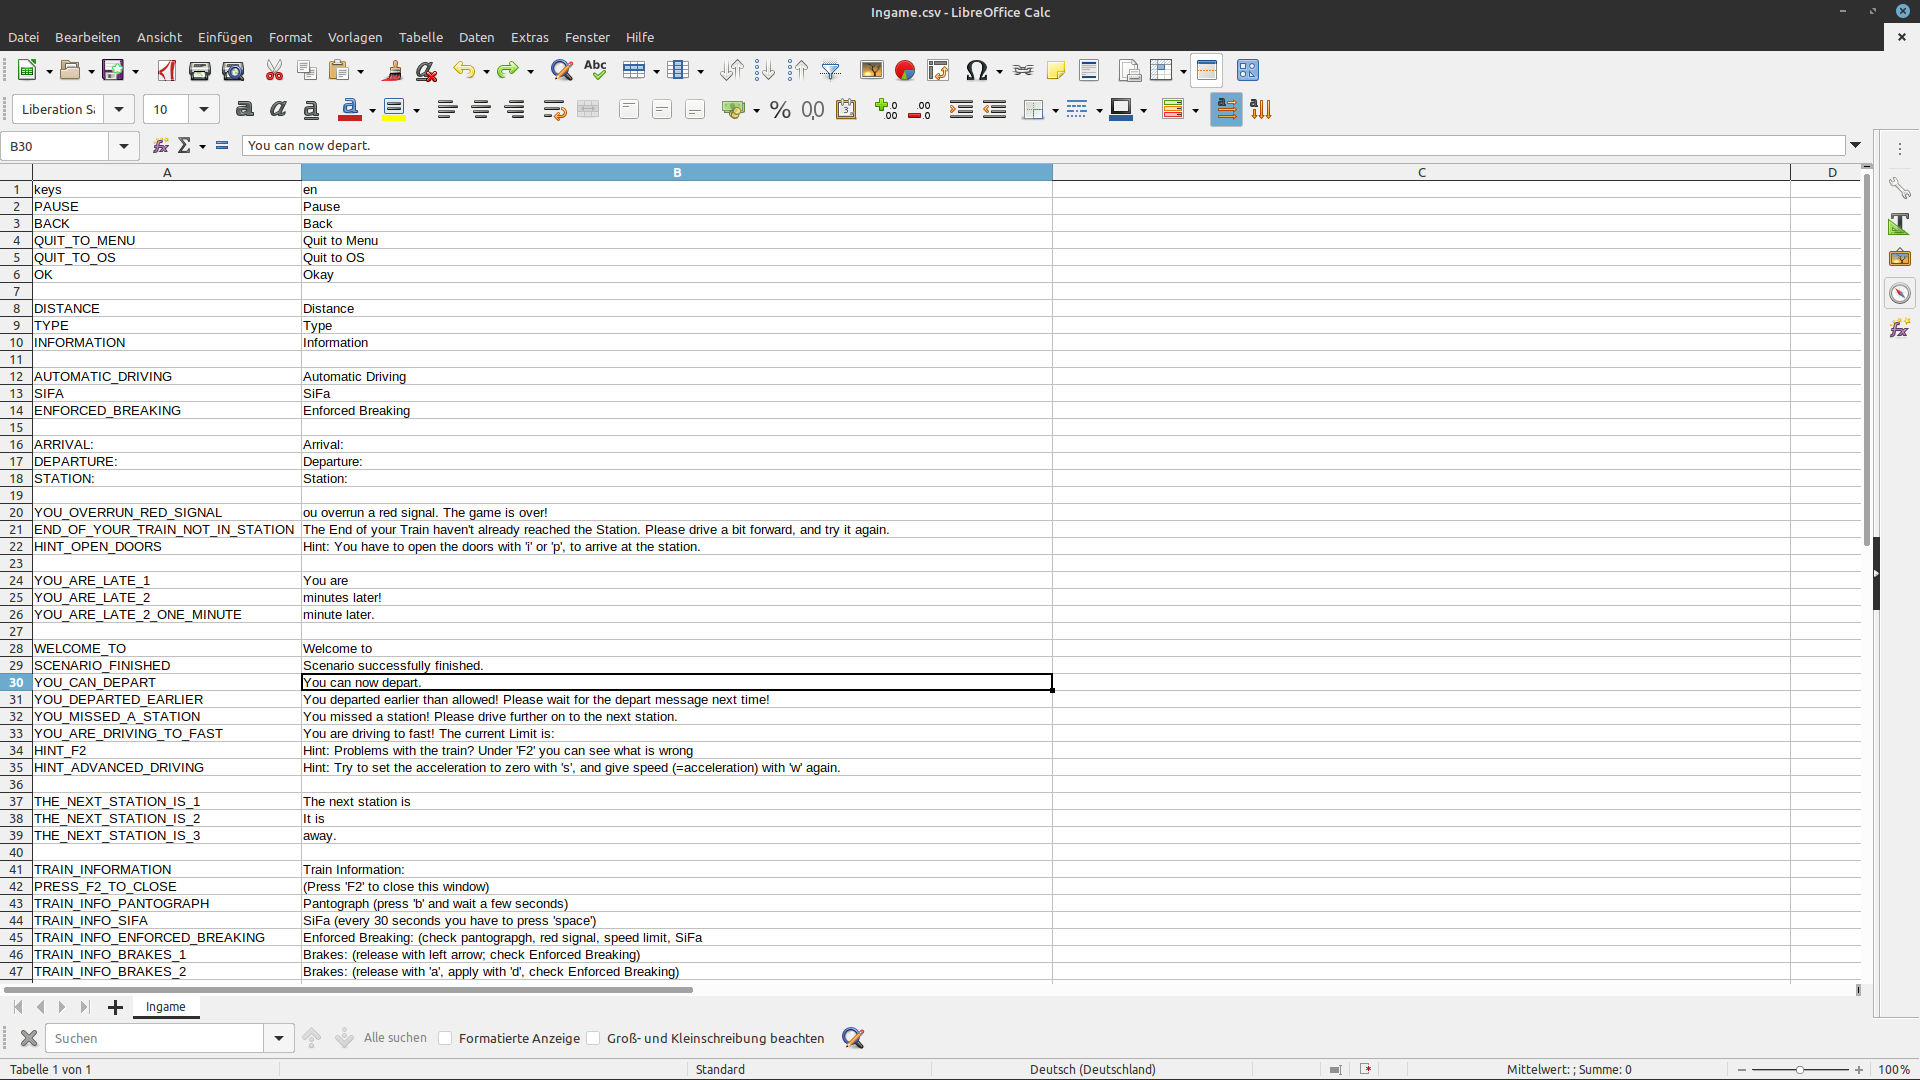 Ingame.csv - LibreOffice Calc
Datei Bearbeiten Ansicht Einfügen Format Vorlagen Tabelle Daten Extras Fenster Hilfe
Liberation Sa 10
B30 You can now depart.
A B C D
1 keys en
2 PAUSE Pause
3 BACK Back
4 QUIT_TO_MENU Quit to Menu
5 QUIT_TO_OS Quit to OS
6 OK Okay
7
8 DISTANCE Distance
9 TYPE Type
10 INFORMATION Information
11
12 AUTOMATIC_DRIVING Automatic Driving
13 SIFA SiFa
14 ENFORCED_BREAKING Enforced Breaking
15
16 ARRIVAL: Arrival:
17 DEPARTURE: Departure:
18 STATION: Station:
19
20 YOU_OVERRUN_RED_SIGNAL ou overrun a red signal. The game is over!
21 END_OF_YOUR_TRAIN_NOT_IN_STATION The End of your Train haven't already reached the Station. Please drive a bit forward, and try it again.
22 HINT_OPEN_DOORS Hint: You have to open the doors with 'i' or 'p', to arrive at the station.
23
24 YOU_ARE_LATE_1 You are
25 YOU_ARE_LATE_2 minutes later!
26 YOU_ARE_LATE_2_ONE_MINUTE minute later.
27
28 WELCOME_TO Welcome to
29 SCENARIO_FINISHED Scenario successfully finished.
30 YOU_CAN_DEPART You can now depart.
31 YOU_DEPARTED_EARLIER You departed earlier than allowed! Please wait for the depart message next time!
32 YOU_MISSED_A_STATION You missed a station! Please drive further on to the next station.
33 YOU_ARE_DRIVING_TO_FAST You are driving to fast! The current Limit is:
34 HINT_F2 Hint: Problems with the train? Under 'F2' you can see what is wrong
35 HINT_ADVANCED_DRIVING Hint: Try to set the acceleration to zero with 's', and give speed (=acceleration) with 'w' again.
36
37 THE_NEXT_STATION_IS_1 The next station is
38 THE_NEXT_STATION_IS_2 It is
39 THE_NEXT_STATION_IS_3 away.
40
41 TRAIN_INFORMATION Train Information:
42 PRESS_F2_TO_CLOSE (Press 'F2' to close this window)
43 TRAIN_INFO_PANTOGRAPH Pantograph (press 'b' and wait a few seconds)
44 TRAIN_INFO_SIFA SiFa (every 30 seconds you have to press 'space')
45 TRAIN_INFO_ENFORCED_BREAKING Enforced Breaking: (check pantograpgh, red signal, speed limit, SiFa
46 TRAIN_INFO_BRAKES_1 Brakes: (release with left arrow; check Enforced Breaking)
47 TRAIN_INFO_BRAKES_2 Brakes: (release with 'a', apply with 'd', check Enforced Breaking)
Ingame
Suchen Alle suchen Formatierte Anzeige Groß- und Kleinschreibung beachten
Tabelle 1 von 1 Standard Deutsch (Deutschland) Mittelwert: ; Summe: 0 100%